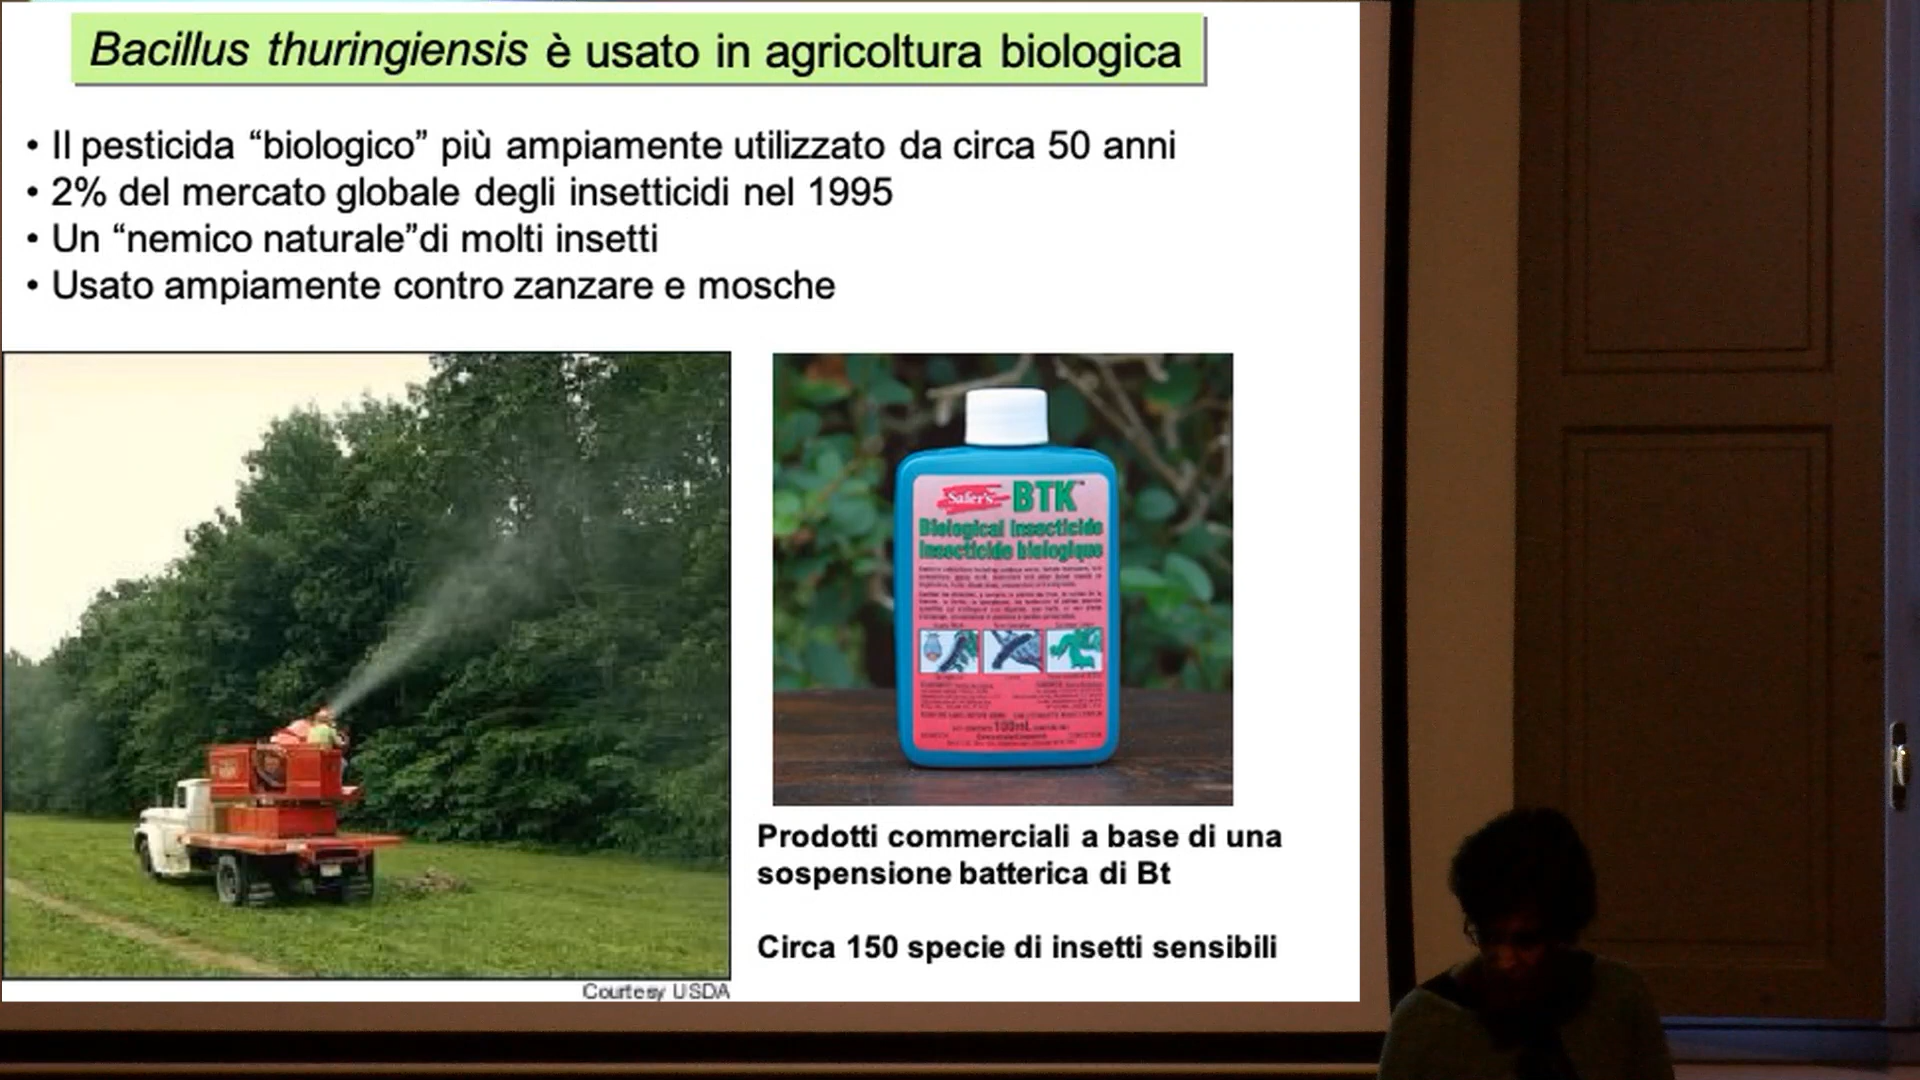 Bacillus thuringiensis è usato in agricoltura biologica
• Il pesticida “biologico” più ampiamente utilizzato da circa 50 anni
• 2% del mercato globale degli insetticidi nel 1995
• Un “nemico naturale”di molti insetti
• Usato ampiamente contro zanzare e mosche
Safer's BTK
Biological Insecticide
Insecticide biologique
100mL
Prodotti commerciali a base di una
sospensione batterica di Bt
Circa 150 specie di insetti sensibili
Courtesy USDA